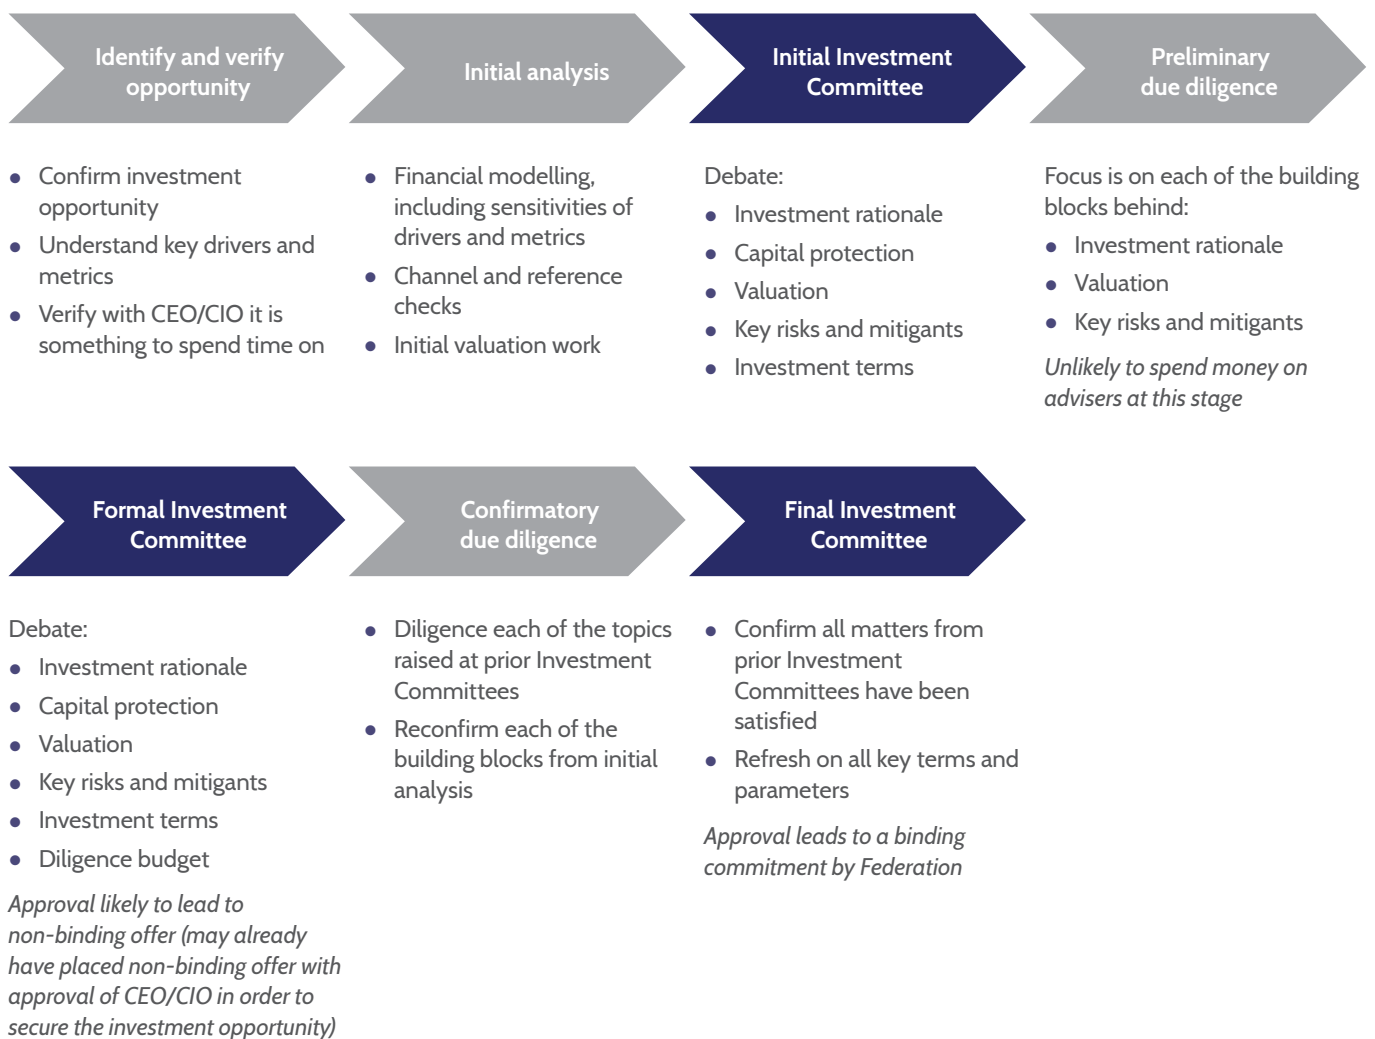 Identify and verify
opportunity
Initial analysis
Initial Investment
Committee
Preliminary
due diligence
● Confirm investment
opportunity
● Understand key drivers and
metrics
● Verify with CEO/CIO it is
something to spend time on
● Financial modelling,
including sensitivities of
drivers and metrics
● Channel and reference
checks
● Initial valuation work
Debate:
● Investment rationale
● Capital protection
● Valuation
● Key risks and mitigants
● Investment terms
Focus is on each of the building
blocks behind:
● Investment rationale
● Valuation
● Key risks and mitigants
Unlikely to spend money on
advisers at this stage
Formal Investment
Committee
Confirmatory
due diligence
Final Investment
Committee
Debate:
● Investment rationale
● Capital protection
● Valuation
● Key risks and mitigants
● Investment terms
● Diligence budget
Approval likely to lead to
non-binding offer (may already
have placed non-binding offer with
approval of CEO/CIO in order to
secure the investment opportunity)
● Diligence each of the topics
raised at prior Investment
Committees
● Reconfirm each of the
building blocks from initial
analysis
● Confirm all matters from
prior Investment
Committees have been
satisfied
● Refresh on all key terms and
parameters
Approval leads to a binding
commitment by Federation